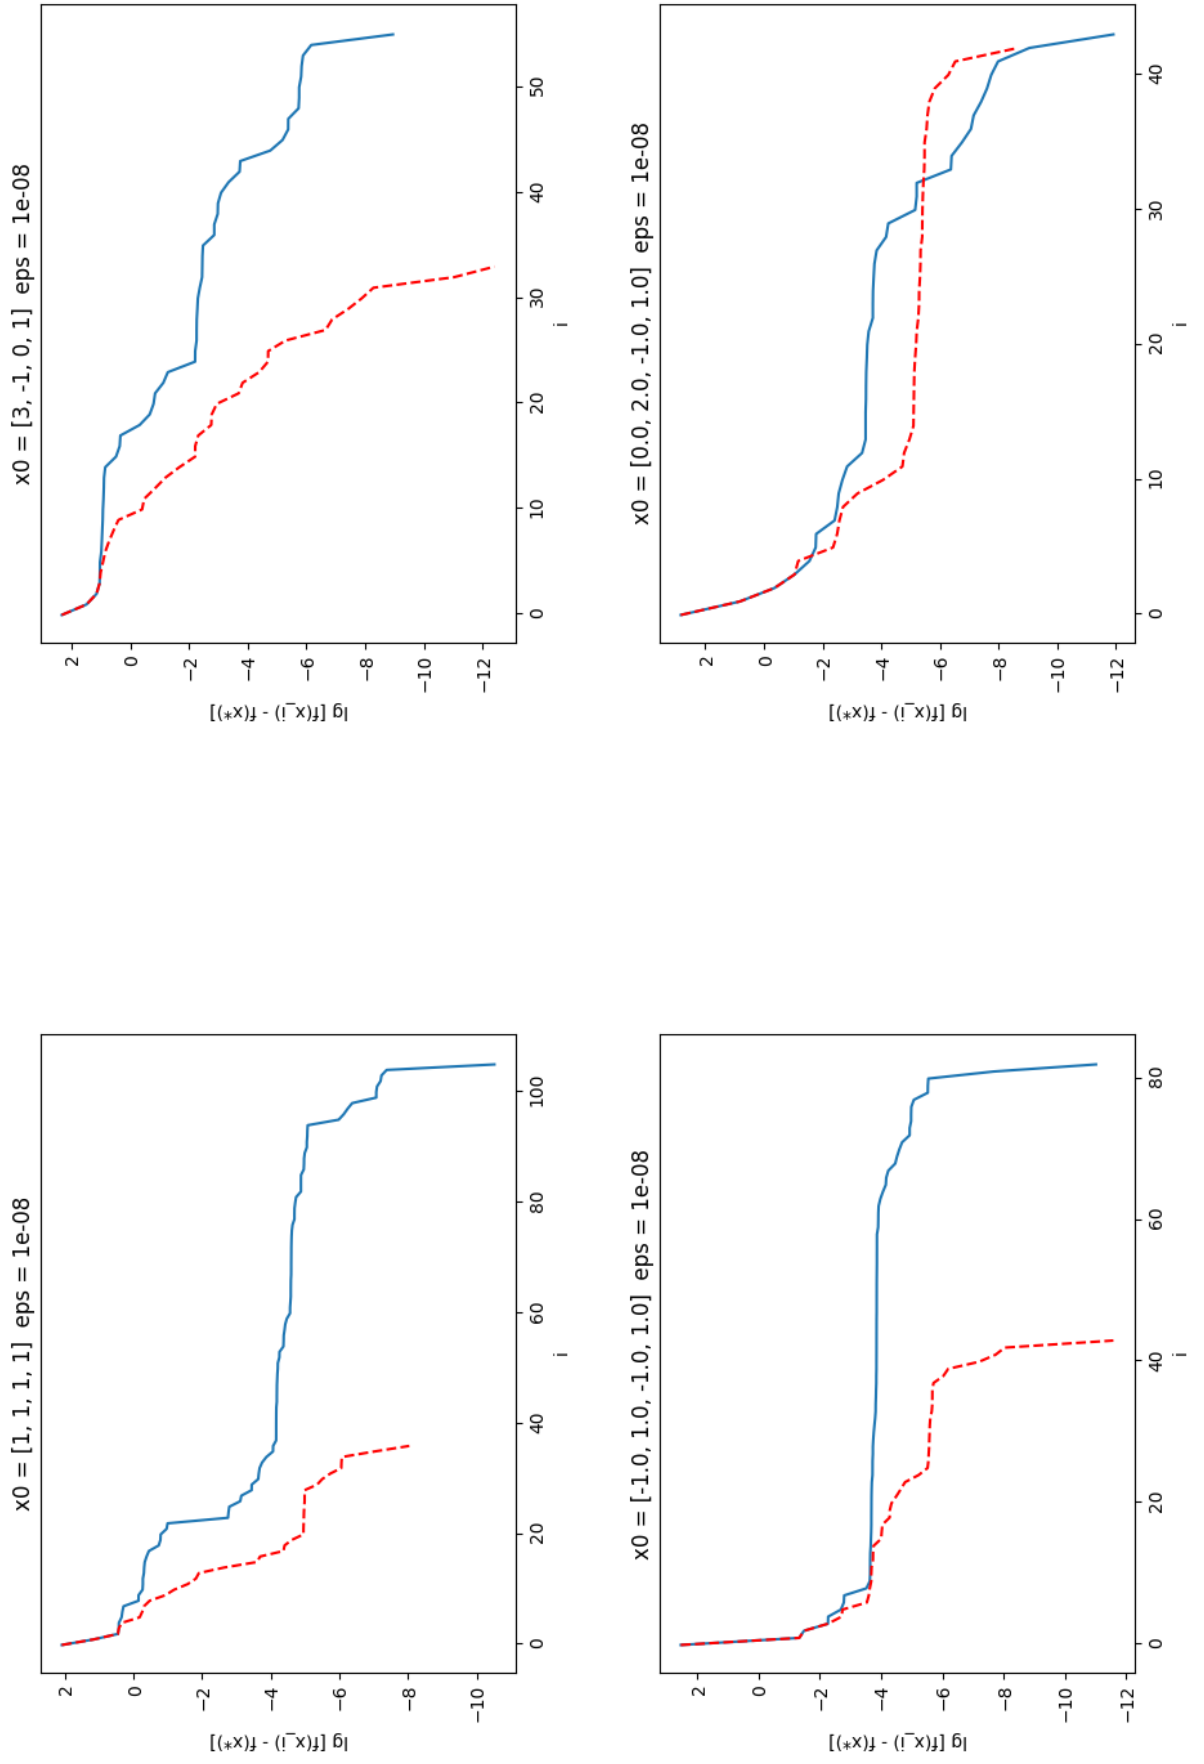 x0 = [1, 1, 1, 1] eps = 1e-08
lg [ f(x_i) - f(x*)]
2
0
−2
−4
−6
−8
−10
0 20 40 60 80 100
i
x0 = [3, -1, 0, 1] eps = 1e-08
lg [ f(x_i) - f(x*)]
2
0
−2
−4
−6
−8
−10
−12
0 10 20 30 40 50
i
x0 = [-1.0, 1.0, -1.0, 1.0] eps = 1e-08
lg [ f(x_i) - f(x*)]
2
0
−2
−4
−6
−8
−10
−12
0 20 40 60 80
i
x0 = [0.0, 2.0, -1.0, 1.0] eps = 1e-08
lg [ f(x_i) - f(x*)]
2
0
−2
−4
−6
−8
−10
−12
0 10 20 30 40
i